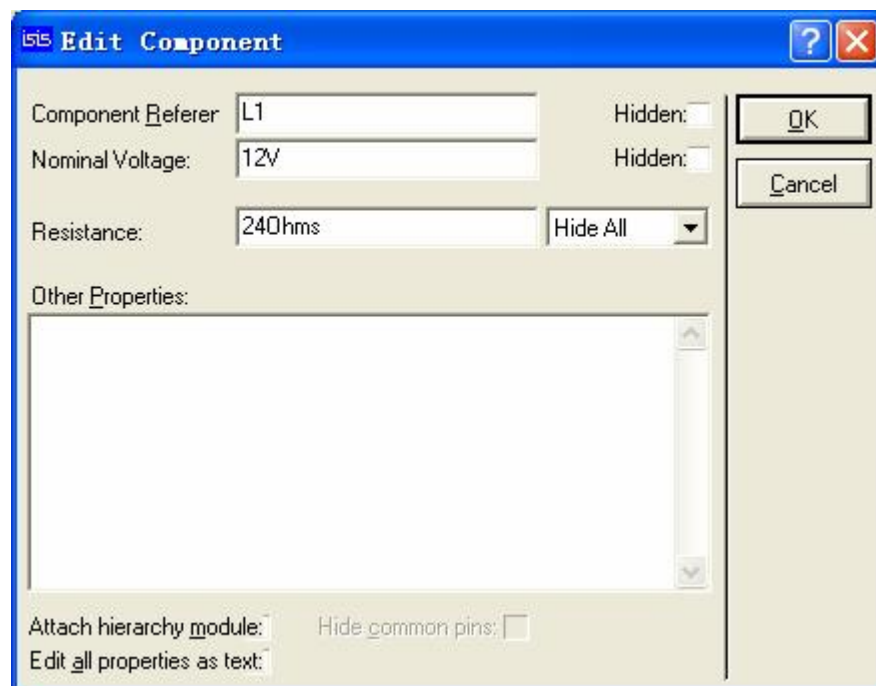 isis Edit Component
Component Referer L1 Hidden: OK
Nominal Voltage: 12V Hidden: Cancel
Resistance: 24Ohms Hide All
Other Properties:
Attach hierarchy module: Hide common pins:
Edit all properties as text: